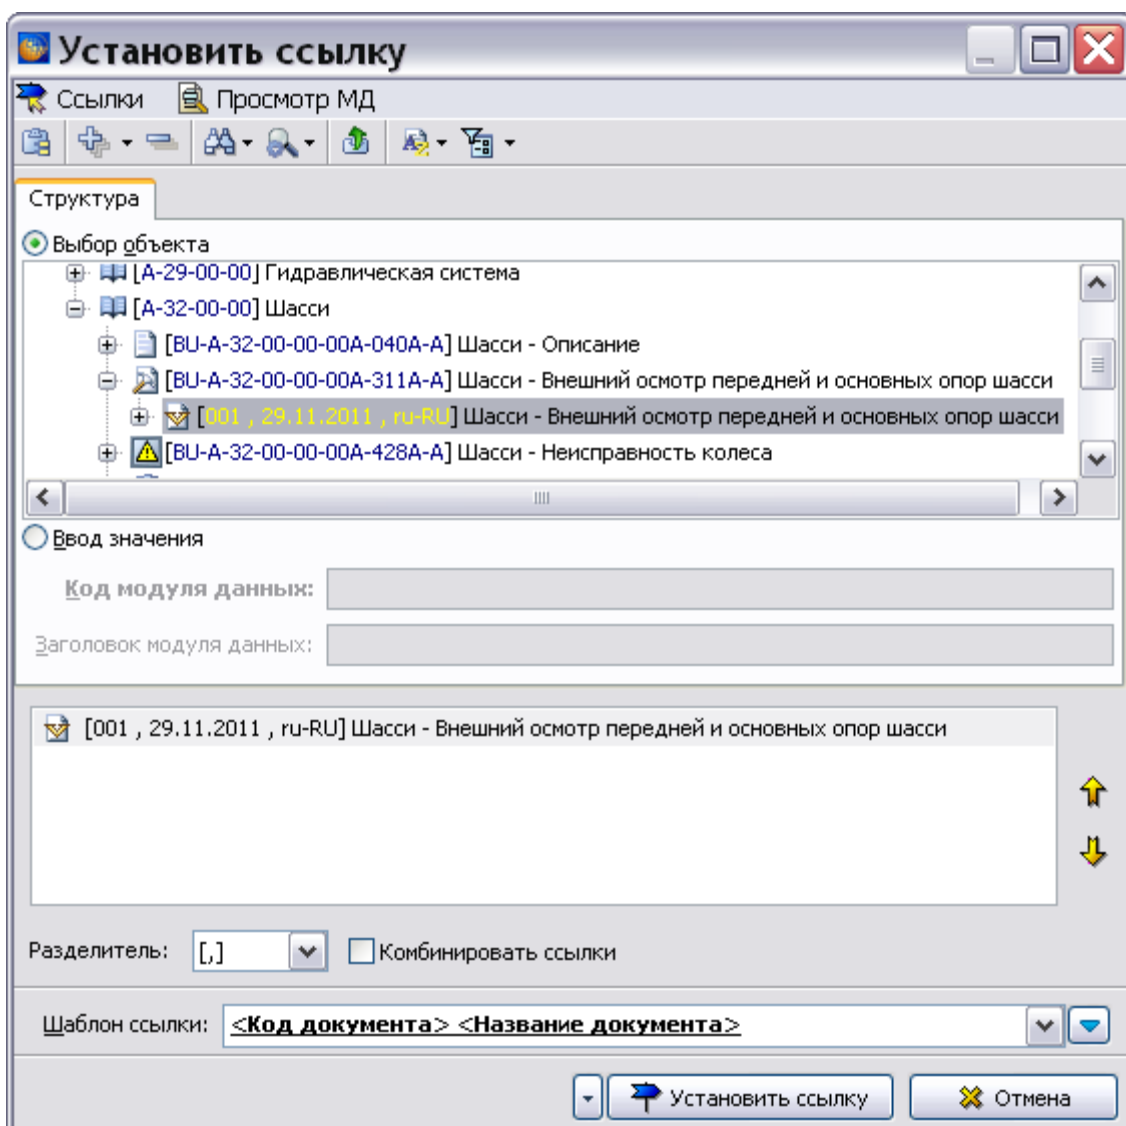 Установить ссылку
Ссылки Просмотр МД
Структура
Выбор объекта
[A-29-00-00] Гидравлическая система
[A-32-00-00] Шасси
[BU-A-32-00-00-00A-040A-A] Шасси - Описание
[BU-A-32-00-00-00A-311A-A] Шасси - Внешний осмотр передней и основных опор шасси
[001 , 29.11.2011 , ru-RU] Шасси - Внешний осмотр передней и основных опор шасси
[BU-A-32-00-00-00A-428A-A] Шасси - Неисправность колеса
Ввод значения
Код модуля данных:
Заголовок модуля данных:
[001 , 29.11.2011 , ru-RU] Шасси - Внешний осмотр передней и основных опор шасси
Разделитель: [,] Комбинировать ссылки
Шаблон ссылки: <Код документа> <Название документа>
Установить ссылку Отмена